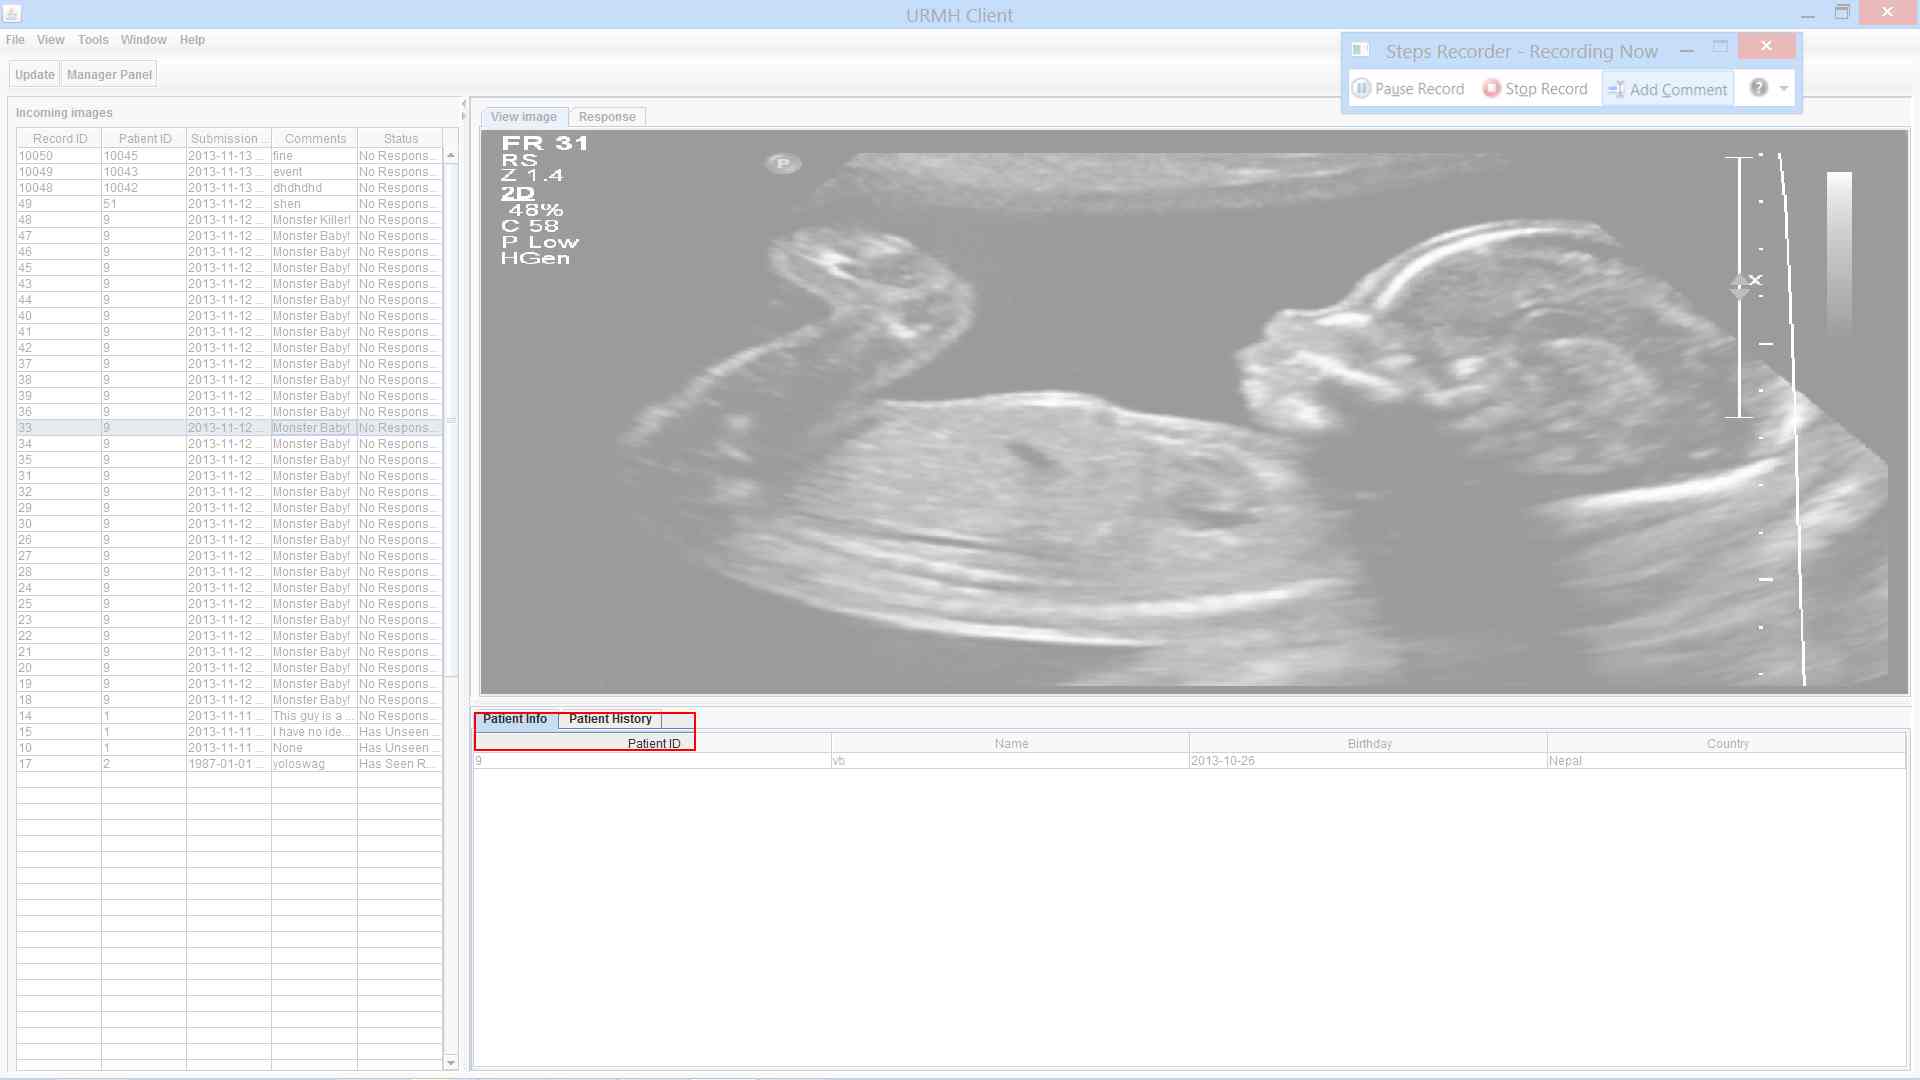 URMH Client
File View Tools Window Help
Steps Recorder - Recording Now
Update Manager Panel
Pause Record Stop Record Add Comment ?
Incoming images
View image Response
Record ID Patient ID Submission ... Comments Status
10050 10045 2013-11-13 ... fine No Respons...
10049 10043 2013-11-13 ... event No Respons...
10048 10042 2013-11-13 ... dhdhdhd No Respons...
49 51 2013-11-12 ... shen No Respons...
48 9 2013-11-12 ... Monster Killer! No Respons...
47 9 2013-11-12 ... Monster Baby! No Respons...
46 9 2013-11-12 ... Monster Baby! No Respons...
45 9 2013-11-12 ... Monster Baby! No Respons...
43 9 2013-11-12 ... Monster Baby! No Respons...
44 9 2013-11-12 ... Monster Baby! No Respons...
40 9 2013-11-12 ... Monster Baby! No Respons...
41 9 2013-11-12 ... Monster Baby! No Respons...
42 9 2013-11-12 ... Monster Baby! No Respons...
37 9 2013-11-12 ... Monster Baby! No Respons...
38 9 2013-11-12 ... Monster Baby! No Respons...
39 9 2013-11-12 ... Monster Baby! No Respons...
36 9 2013-11-12 ... Monster Baby! No Respons...
33 9 2013-11-12 ... Monster Baby! No Respons...
34 9 2013-11-12 ... Monster Baby! No Respons...
35 9 2013-11-12 ... Monster Baby! No Respons...
31 9 2013-11-12 ... Monster Baby! No Respons...
32 9 2013-11-12 ... Monster Baby! No Respons...
29 9 2013-11-12 ... Monster Baby! No Respons...
30 9 2013-11-12 ... Monster Baby! No Respons...
26 9 2013-11-12 ... Monster Baby! No Respons...
27 9 2013-11-12 ... Monster Baby! No Respons...
28 9 2013-11-12 ... Monster Baby! No Respons...
24 9 2013-11-12 ... Monster Baby! No Respons...
25 9 2013-11-12 ... Monster Baby! No Respons...
23 9 2013-11-12 ... Monster Baby! No Respons...
22 9 2013-11-12 ... Monster Baby! No Respons...
21 9 2013-11-12 ... Monster Baby! No Respons...
20 9 2013-11-12 ... Monster Baby! No Respons...
19 9 2013-11-12 ... Monster Baby! No Respons...
18 9 2013-11-12 ... Monster Baby! No Respons...
14 1 2013-11-11 ... This guy is a ... No Respons...
15 1 2013-11-11 ... I have no ide... Has Unseen ...
10 1 2013-11-11 ... None Has Unseen ...
17 2 1987-01-01 ... yoloswag Has Seen R...
FR 31
RS
Z 1.4
2D
48%
C 58
P Low
HGen
P
X
Patient Info Patient History
Patient ID Name Birthday Country
9 vb 2013-10-26 Nepal